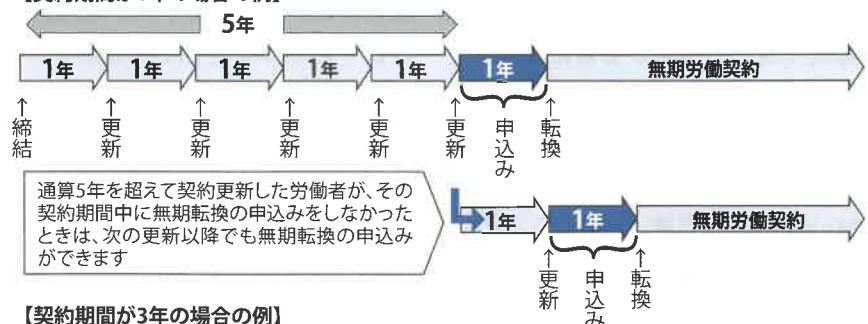 5年
1年 1年 1年 1年 1年 1年 無期労働契約
↑締結 ↑更新 ↑更新 ↑更新 ↑更新 ↑更新 申込み ↑転換
通算5年を超えて契約更新した労働者が、その
契約期間中に無期転換の申込みをしなかった
ときは、次の更新以降でも無期転換の申込み
ができます
1年 1年 無期労働契約
↑更新 申込み ↑転換
【契約期間が3年の場合の例】